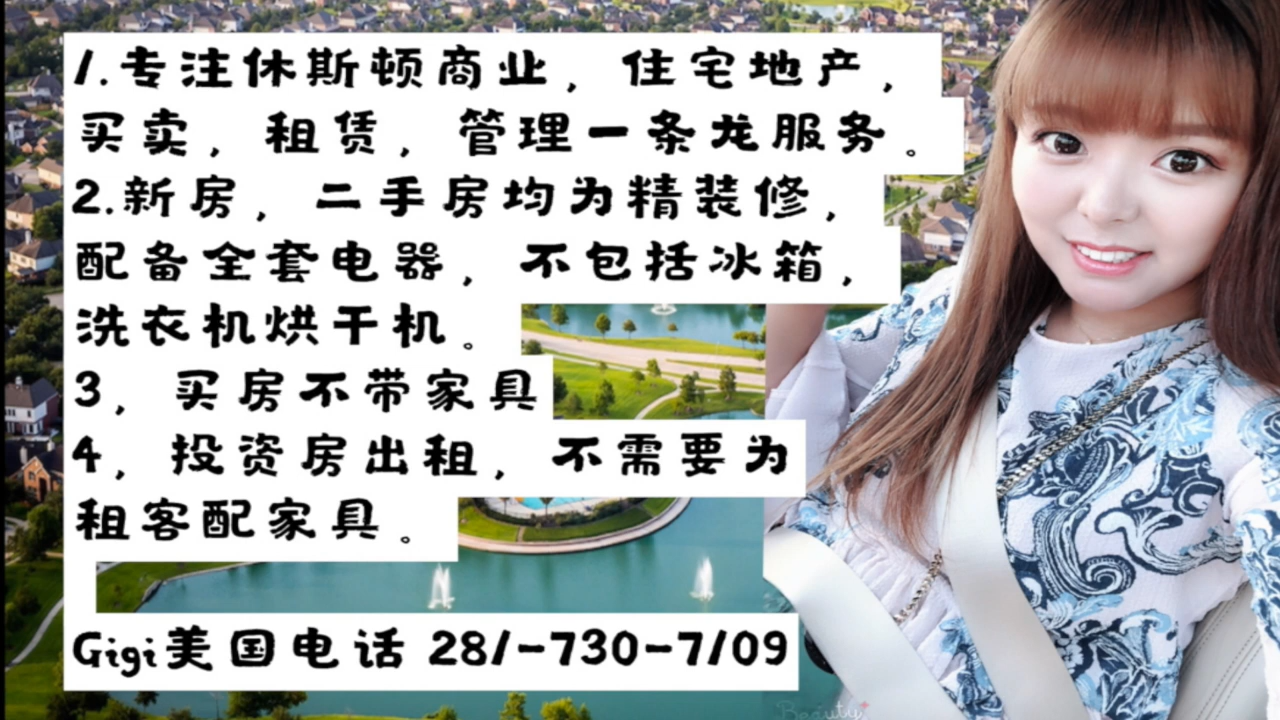 1.专注休斯顿商业，住宅地产，
买卖，租赁，管理一条龙服务。
2.新房，二手房均为精装修，
配备全套电器，不包括冰箱，
洗衣机烘干机。
3，买房不带家具
4，投资房出租，不需要为
租客配家具。
Gigi美国电话 281-730-7109
Beauty+